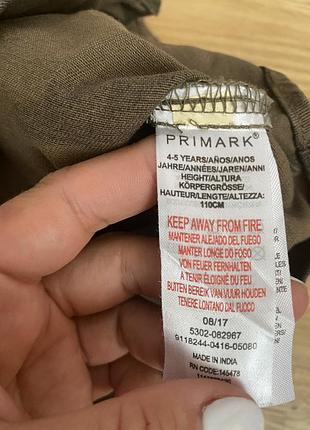 PRIMARK®
4-5 YEARS/AÑOS/ANOS
JAHRE/ANNÉES/JAREN/ANNI
HEIGHT/ALTURA
KÖRPERGRÖSSE/
HAUTEUR/LENGTE/ALTEZZA:
110CM
KEEP AWAY FROM FIRE
MANTENER ALEJADO DEL FUEGO
MANTER LONGE DO FOGO
VON FEUER FERNHALTEN
À TENIR ÉLOIGNÉ DU FEU
BUITEN BEREIK VAN VUUR HOUDEN
TENERE LONTANO DAL FUOCO
08/17
5302-082967
9118244-0416-05080
MADE IN INDIA
RN CODE: 145478